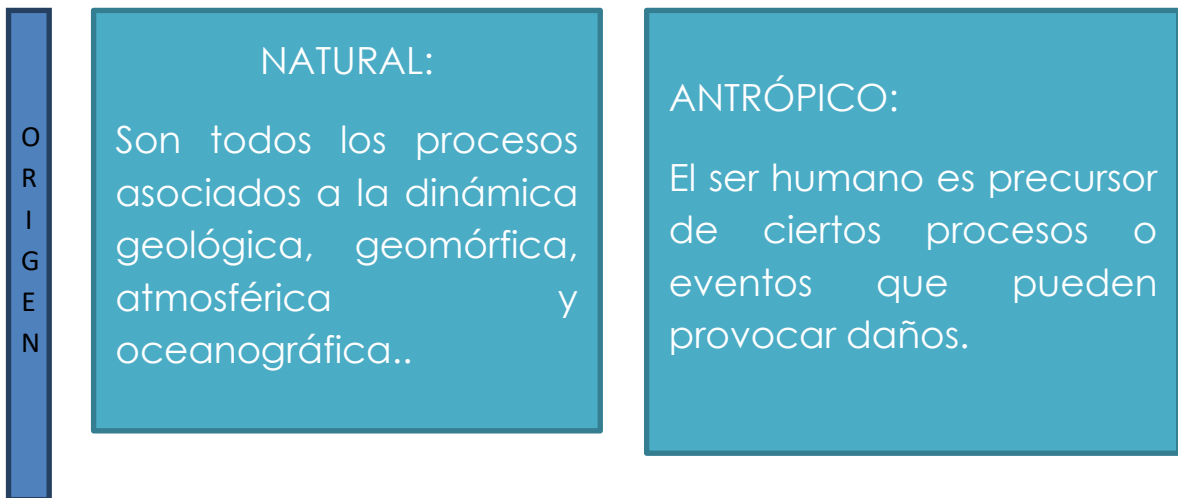 ORIGEN
NATURAL:
Son todos los procesos
asociados a la dinámica
geológica, geomórfica,
atmosférica y
oceanográfica..
ANTRÓPICO:
El ser humano es precursor
de ciertos procesos o
eventos que pueden
provocar daños.